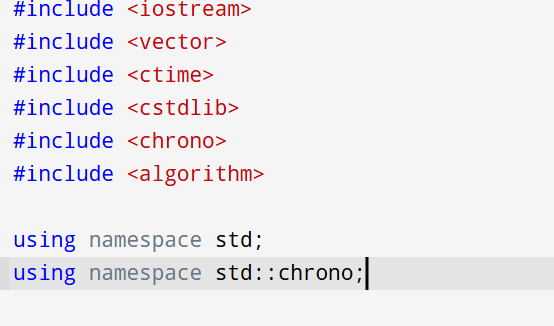 #include <iostream>
#include <vector>
#include <ctime>
#include <cstdlib>
#include <chrono>
#include <algorithm>
using namespace std;
using namespace std::chrono;